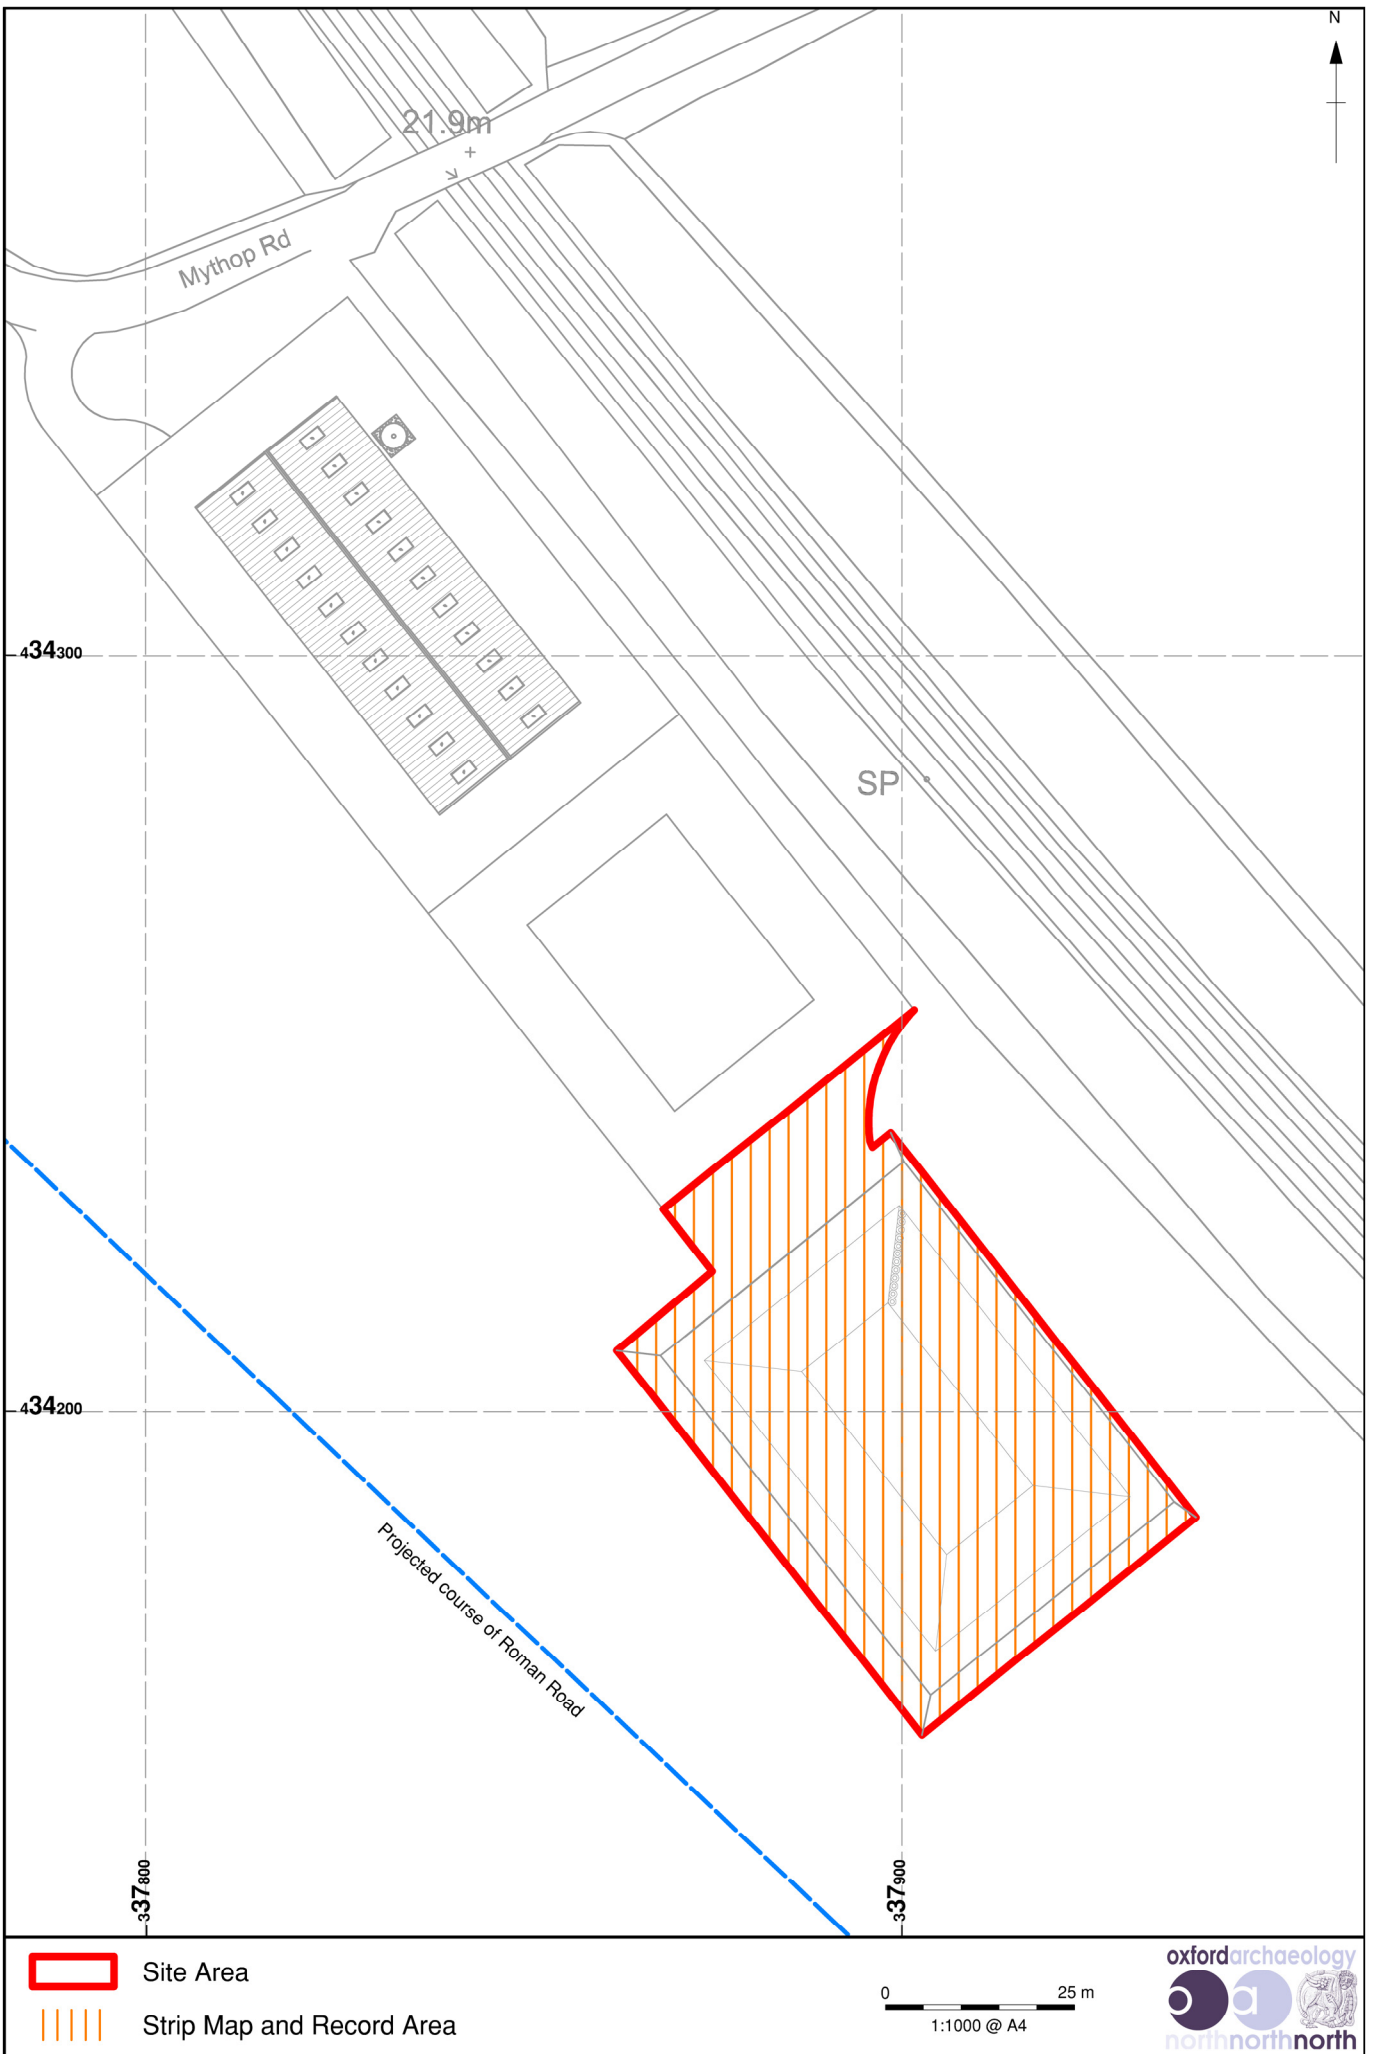 N
21.9m
Mythop Rd
434300
SP
434200
Projected course of Roman Road
337800
337900
Site Area
Strip Map and Record Area
0 25 m
1:1000 @ A4
oxfordarchaeology
o a
northnorthnorth